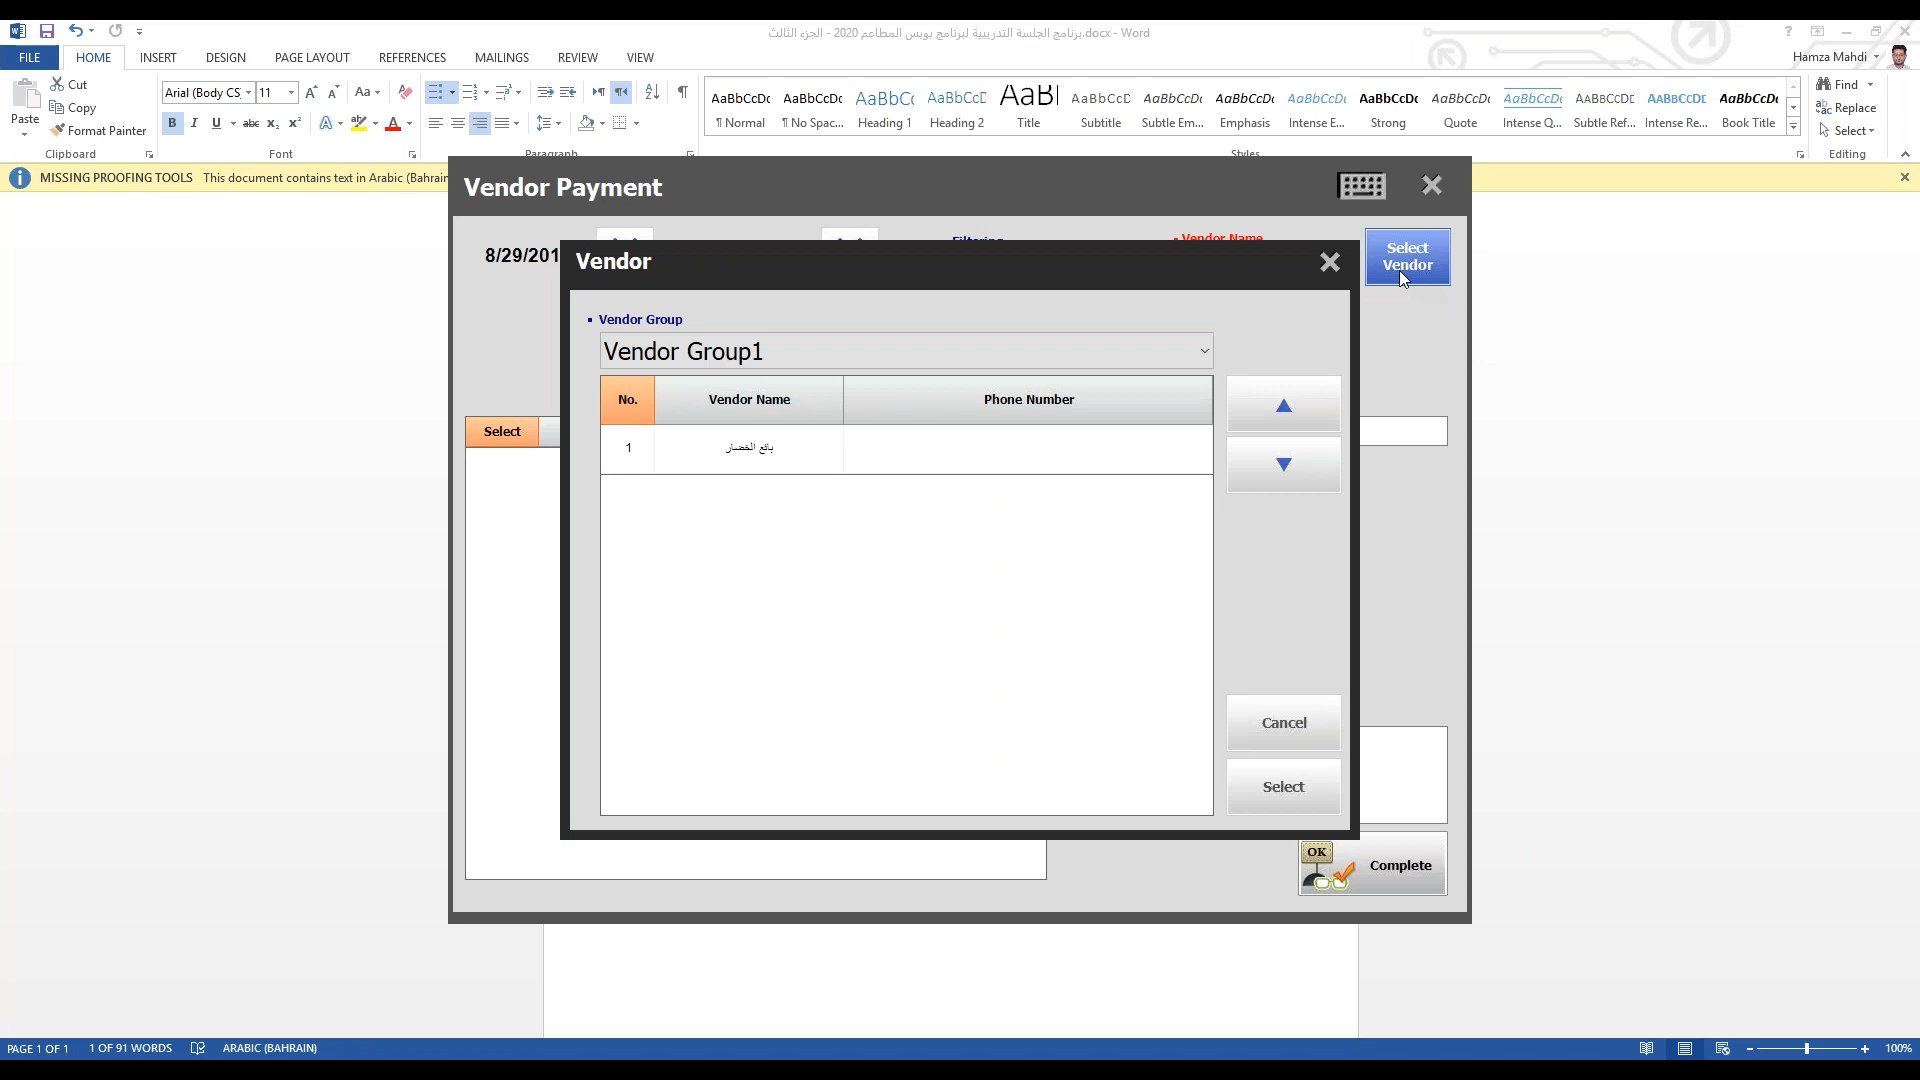 برنامج الجلسة التدريبية لبرنامج بوبس المطاعم 2020 - الجزء الثالث.docx - Word
FILE HOME INSERT DESIGN PAGE LAYOUT REFERENCES MAILINGS REVIEW VIEW Hamza Mahdi
Paste
Cut
Copy
Format Painter
Clipboard
Arial (Body CS 11
Font
Paragraph
AaBbCcDc AaBbCcDc AaBbCc AaBbCcC AaBl AaBbCcC AaBbCcDc AaBbCcDc AaBbCcDc AaBbCcDc AaBbCcDc AaBbCcDc AABBCCDC AABBCCDC AaBbCcDc
¶ Normal ¶ No Spac... Heading 1 Heading 2 Title Subtitle Subtle Em... Emphasis Intense E... Strong Quote Intense Q... Subtle Ref... Intense Re... Book Title
Styles
Find
Replace
Select
Editing
MISSING PROOFING TOOLS This document contains text in Arabic (Bahrain
Vendor Payment
8/29/201
Filtering
Vendor Name
Select
Vendor
Vendor
Vendor Group
Vendor Group1
No. Vendor Name Phone Number
1 بائع الخضار
Select
Cancel
Select
OK
Complete
PAGE 1 OF 1 1 OF 91 WORDS ARABIC (BAHRAIN) 100%